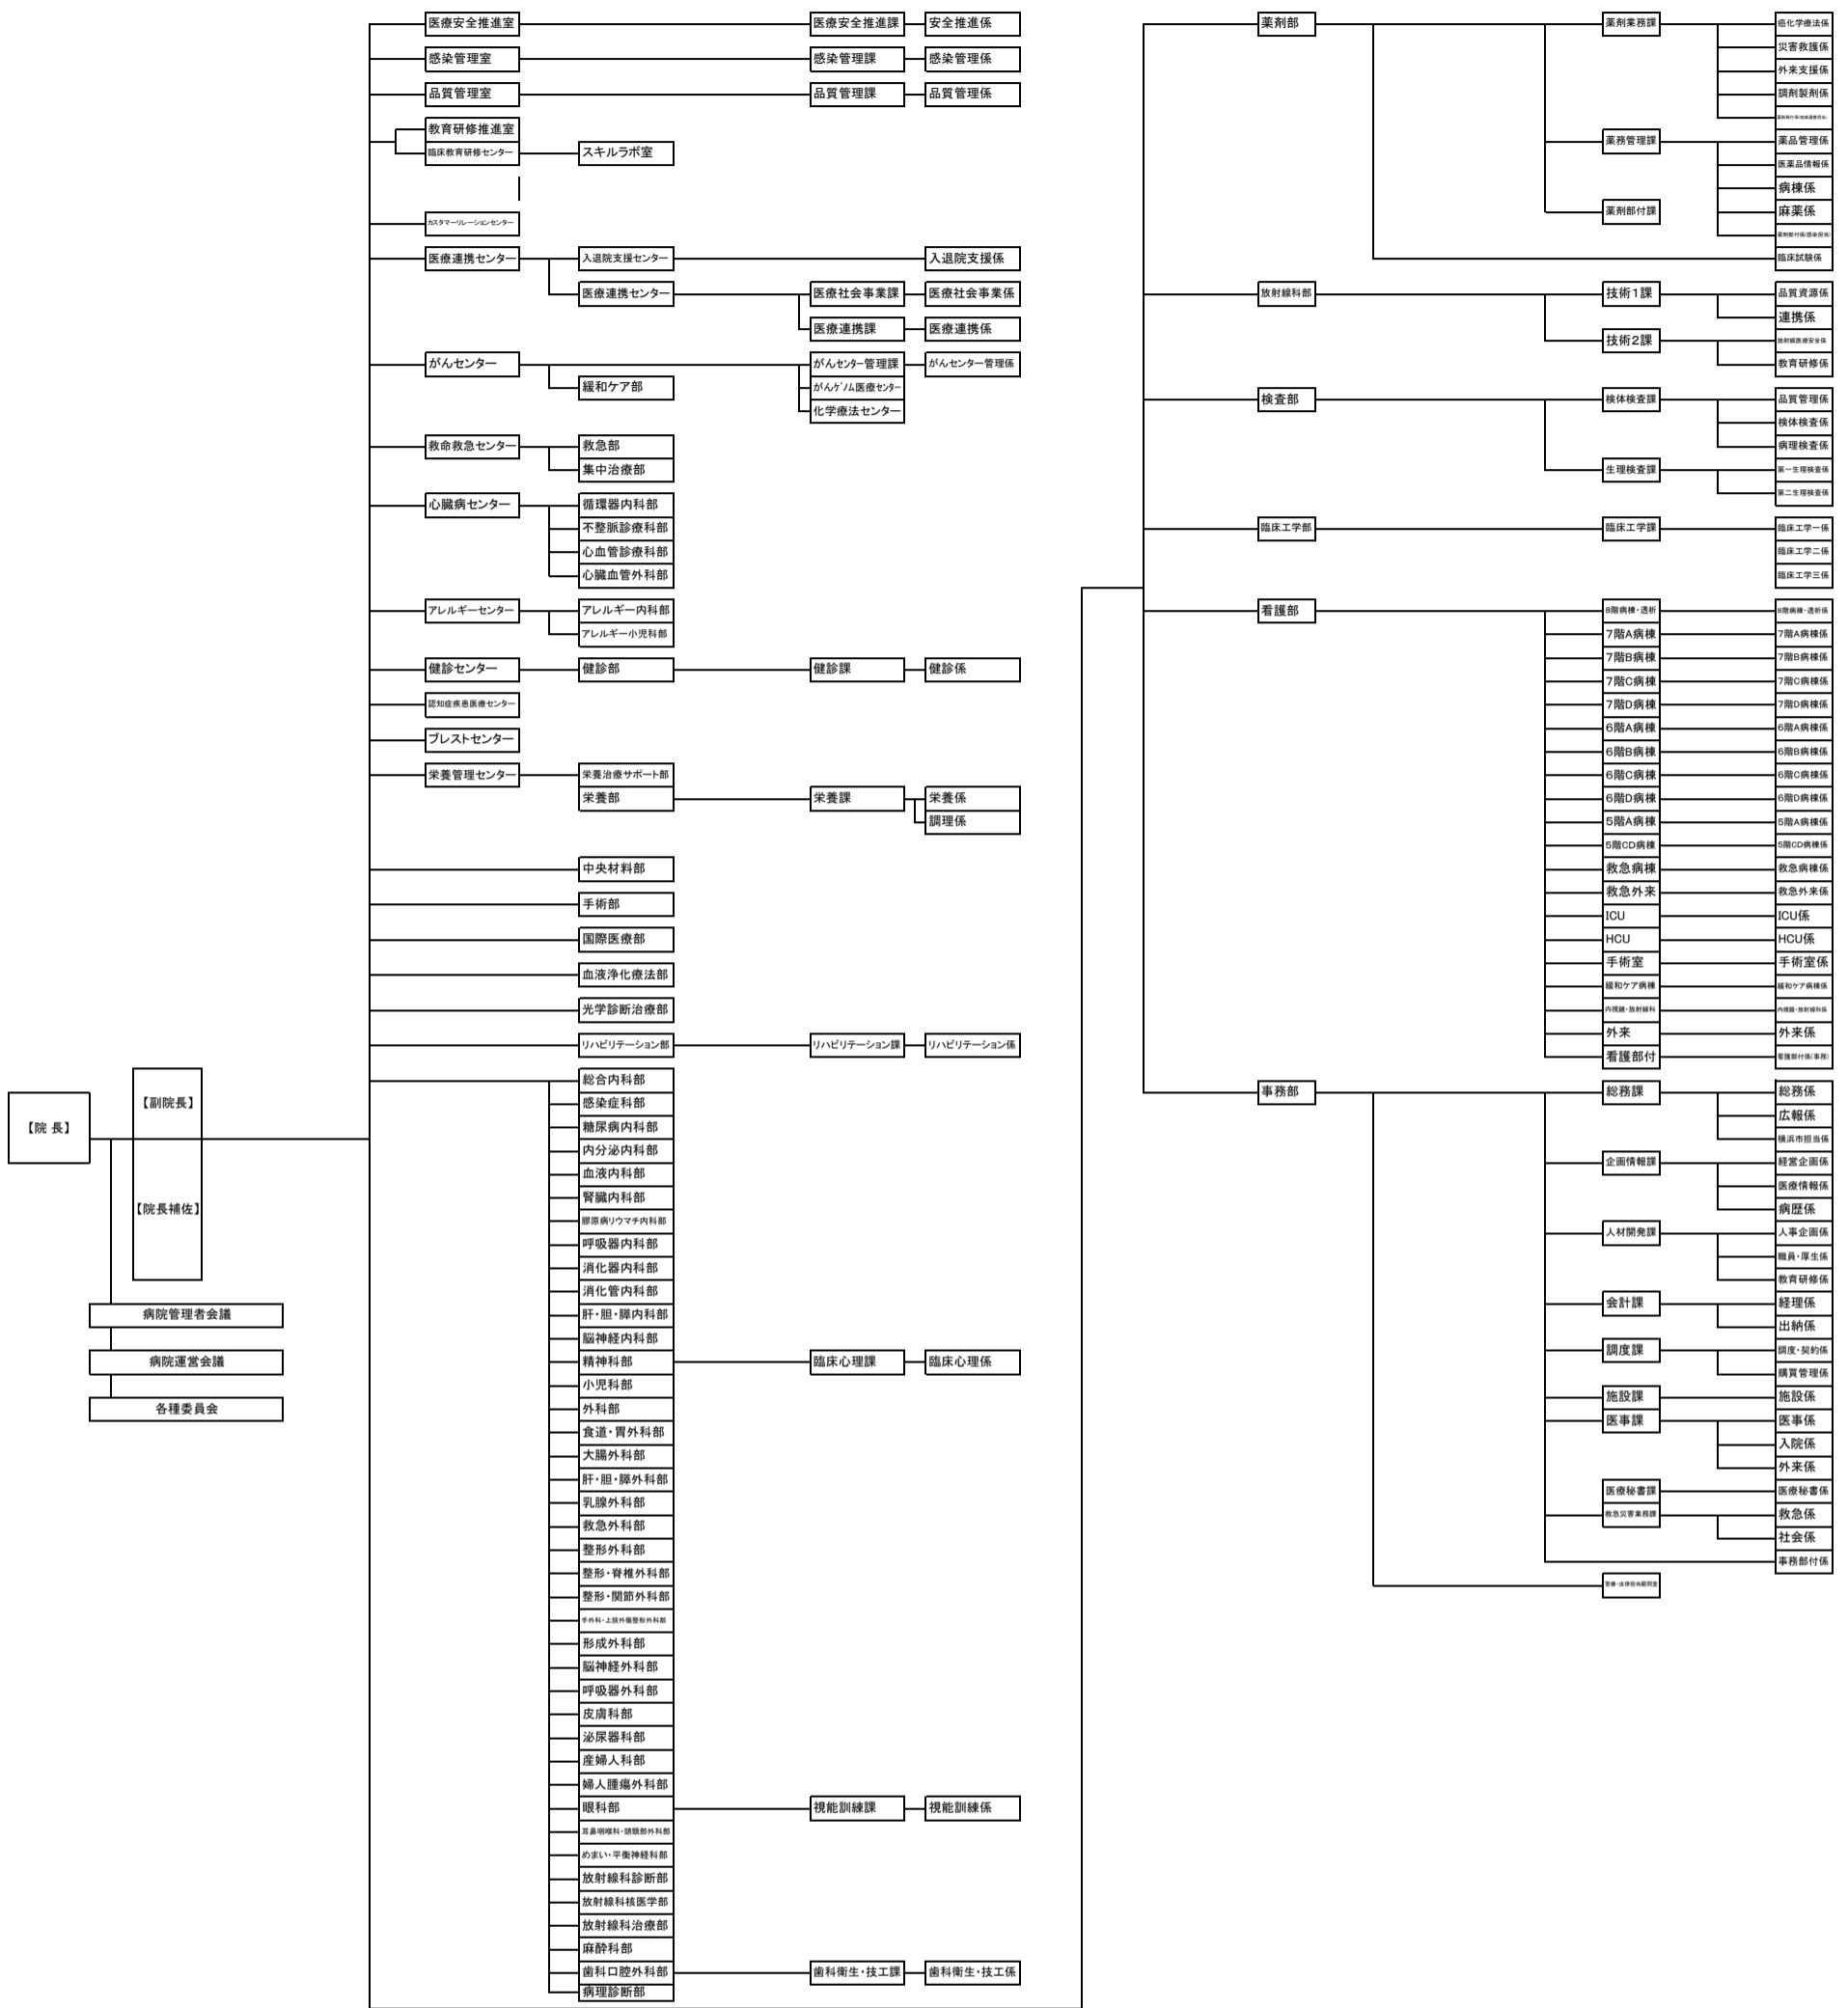 医療安全推進室 医療安全推進課 安全推進係
感染管理室 感染管理課 感染管理係
品質管理室 品質管理課 品質管理係
教育研修推進室
臨床教育研修センター スキルラボ室
カスタマーリレーションセンター
医療連携センター 入退院支援センター 入退院支援係
医療連携センター 医療社会事業課 医療社会事業係
医療連携課 医療連携係
がんセンター がんセンター管理課 がんセンター管理係
緩和ケア部 がんゲノム医療センター
化学療法センター
救命救急センター 救急部
集中治療部
心臓病センター 循環器内科部
不整脈診療科部
心血管診療科部
心臓血管外科部
アレルギーセンター アレルギー内科部
アレルギー小児科部
健診センター 健診部 健診課 健診係
認知症疾患医療センター
ブレストセンター
栄養管理センター 栄養治療サポート部
栄養部 栄養課 栄養係
調理係
中央材料部
手術部
国際医療部
血液浄化療法部
光学診断治療部
リハビリテーション部 リハビリテーション課 リハビリテーション係
【院 長】
【副院長】
【院長補佐】
病院管理者会議
病院運営会議
各種委員会
総合内科部
感染症科部
糖尿病内科部
内分泌内科部
血液内科部
腎臓内科部
膠原病リウマチ内科部
呼吸器内科部
消化器内科部
消化管内科部
肝・胆・膵内科部
脳神経内科部
精神科部 臨床心理課 臨床心理係
小児科部
外科部
食道・胃外科部
大腸外科部
肝・胆・膵外科部
乳腺外科部
救急外科部
整形外科部
整形・脊椎外科部
整形・関節外科部
手外科・上肢外傷整形外科部
形成外科部
脳神経外科部
呼吸器外科部
皮膚科部
泌尿器科部
産婦人科部
婦人腫瘍外科部
眼科部 視能訓練課 視能訓練係
耳鼻咽喉科・頭頸部外科部
めまい・平衡神経科部
放射線科診断部
放射線科核医学部
放射線科治療部
麻酔科部
歯科口腔外科部 歯科衛生・技工課 歯科衛生・技工係
病理診断部
薬剤部 薬剤業務課 癌化学療法係
災害救護係
外来支援係
調剤製剤係
薬務管理課 薬品管理係
医薬品情報係
病棟係
薬剤部付課 麻薬係
薬剤部付係(感染担当)
臨床試験係
放射線科部 技術1課 品質資源係
連携係
技術2課 放射線医療安全係
教育研修係
検査部 検体検査課 品質管理係
検体検査係
病理検査係
生理検査課 第一生理検査係
第二生理検査係
臨床工学部 臨床工学課 臨床工学一係
臨床工学二係
臨床工学三係
看護部 8階病棟・透析 8階病棟・透析係
7階A病棟 7階A病棟係
7階B病棟 7階B病棟係
7階C病棟 7階C病棟係
7階D病棟 7階D病棟係
6階A病棟 6階A病棟係
6階B病棟 6階B病棟係
6階C病棟 6階C病棟係
6階D病棟 6階D病棟係
5階A病棟 5階A病棟係
5階CD病棟 5階CD病棟係
救急病棟 救急病棟係
救急外来 救急外来係
ICU ICU係
HCU HCU係
手術室 手術室係
緩和ケア病棟 緩和ケア病棟係
内視鏡・放射線科 内視鏡・放射線科係
外来 外来係
看護部付 看護部付係(事務)
事務部 総務課 総務係
広報係
横浜市担当係
企画情報課 経営企画係
医療情報係
病歴係
人材開発課 人事企画係
職員・厚生係
教育研修係
会計課 経理係
出納係
調度課 調度・契約係
購買管理係
施設課 施設係
医事課 医事係
入院係
外来係
医療秘書課 医療秘書係
救急災害業務課 救急係
社会係
事務部付係